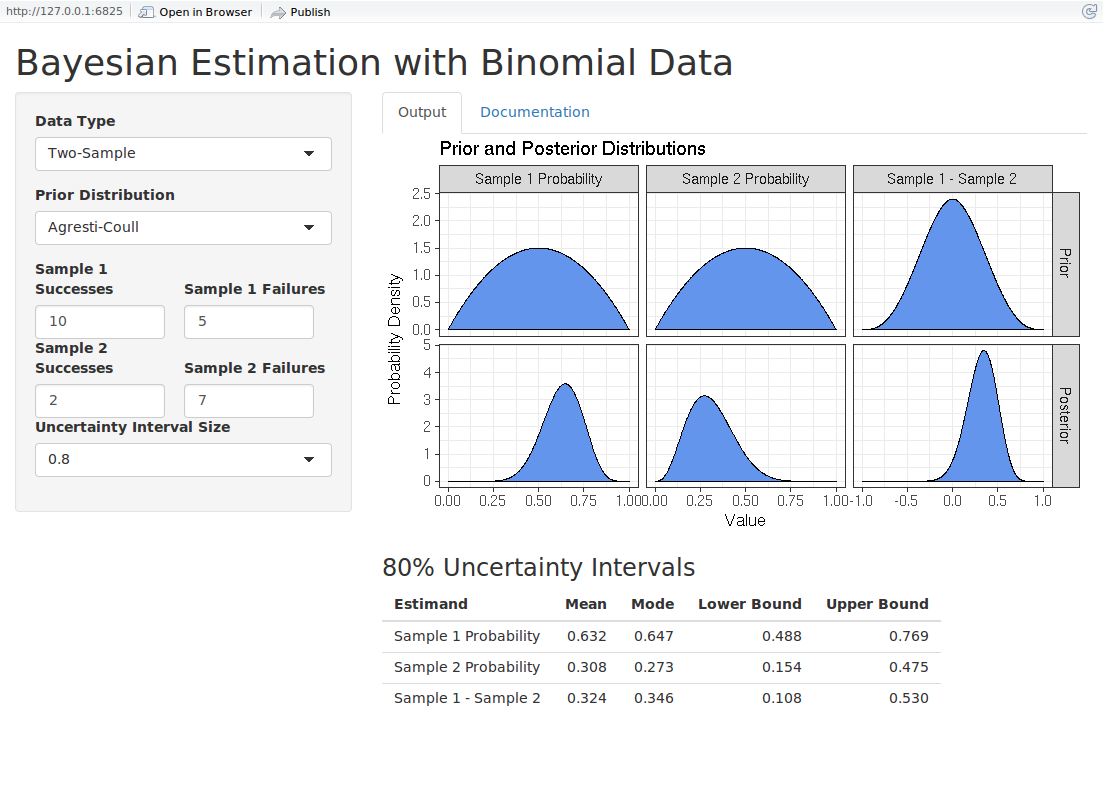 http://127.0.0.1:6825 Open in Browser Publish
Bayesian Estimation with Binomial Data
Data Type
Two-Sample
Prior Distribution
Agresti-Coull
Sample 1 Successes
Sample 1 Failures
10
5
Sample 2 Successes
Sample 2 Failures
2
7
Uncertainty Interval Size
0.8
Output Documentation
Prior and Posterior Distributions
Sample 1 Probability Sample 2 Probability Sample 1 - Sample 2
2.5
2.0
1.5
1.0
0.5
0.0
Prior
5
4
3
2
1
0
Posterior
Probability Density
0.00 0.25 0.50 0.75 1.00 0.00 0.25 0.50 0.75 1.00 -1.0 -0.5 0.0 0.5 1.0
Value
80% Uncertainty Intervals
Estimand Mean Mode Lower Bound Upper Bound
Sample 1 Probability 0.632 0.647 0.488 0.769
Sample 2 Probability 0.308 0.273 0.154 0.475
Sample 1 - Sample 2 0.324 0.346 0.108 0.530